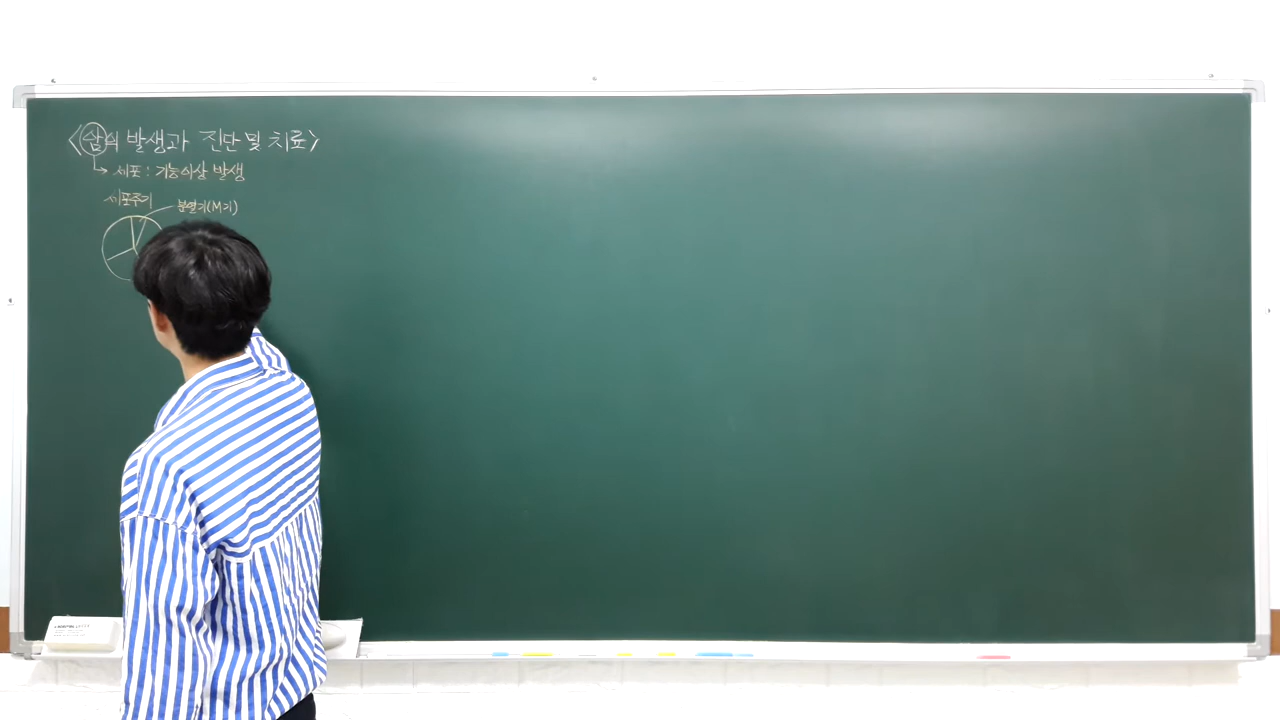 <암의 발생과 진단 및 치료>
→ 세포 : 기능이상 발생
세포주기
분열기(M기)